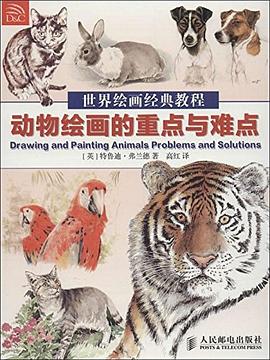 D&C
世界绘画经典教程
动物绘画的重点与难点
Drawing and Painting Animals Problems and Solutions
［英］特鲁迪·弗兰德 著 高红 译
人民邮电出版社
POSTS & TELECOM PRESS